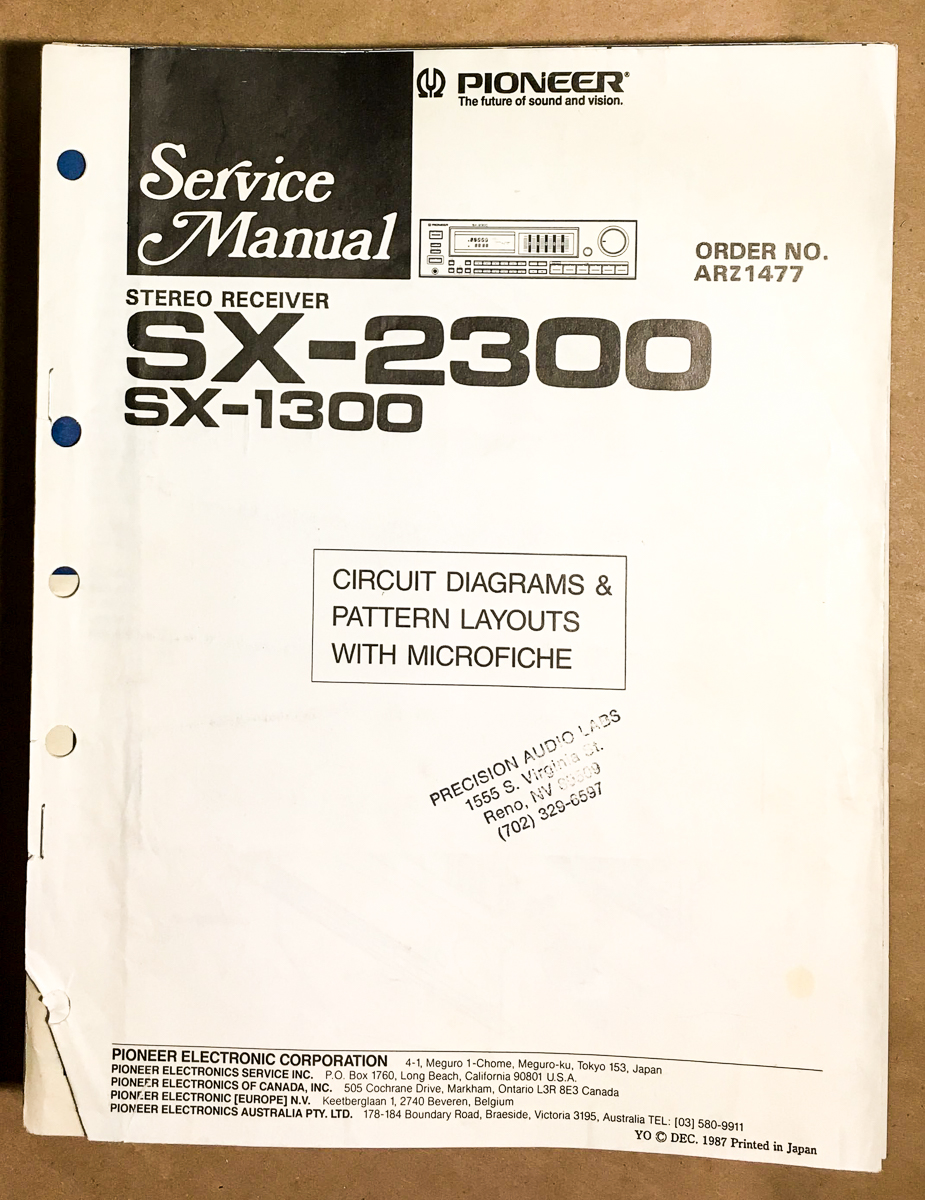 PIONEER®
The future of sound and vision.
Service
Manual
ORDER NO.
ARZ1477
STEREO RECEIVER
SX-2300
SX-1300
CIRCUIT DIAGRAMS &
PATTERN LAYOUTS
WITH MICROFICHE
PRECISION AUDIO LABS
1555 S. Virginia St.
Reno, NV
(702) 329-6597
PIONEER ELECTRONIC CORPORATION 4-1, Meguro 1-Chome, Meguro-ku, Tokyo 153, Japan
PIONEER ELECTRONICS SERVICE INC. P.O. Box 1760, Long Beach, California 90801 U.S.A.
PIONEER ELECTRONICS OF CANADA, INC. 505 Cochrane Drive, Markham, Ontario L3R 8E3 Canada
PIONEER ELECTRONIC [EUROPE] N.V. Keetberglaan 1, 2740 Beveren, Belgium
PIONEER ELECTRONICS AUSTRALIA PTY. LTD. 178-184 Boundary Road, Braeside, Victoria 3195, Australia TEL: [03] 580-9911
YO © DEC. 1987 Printed in Japan